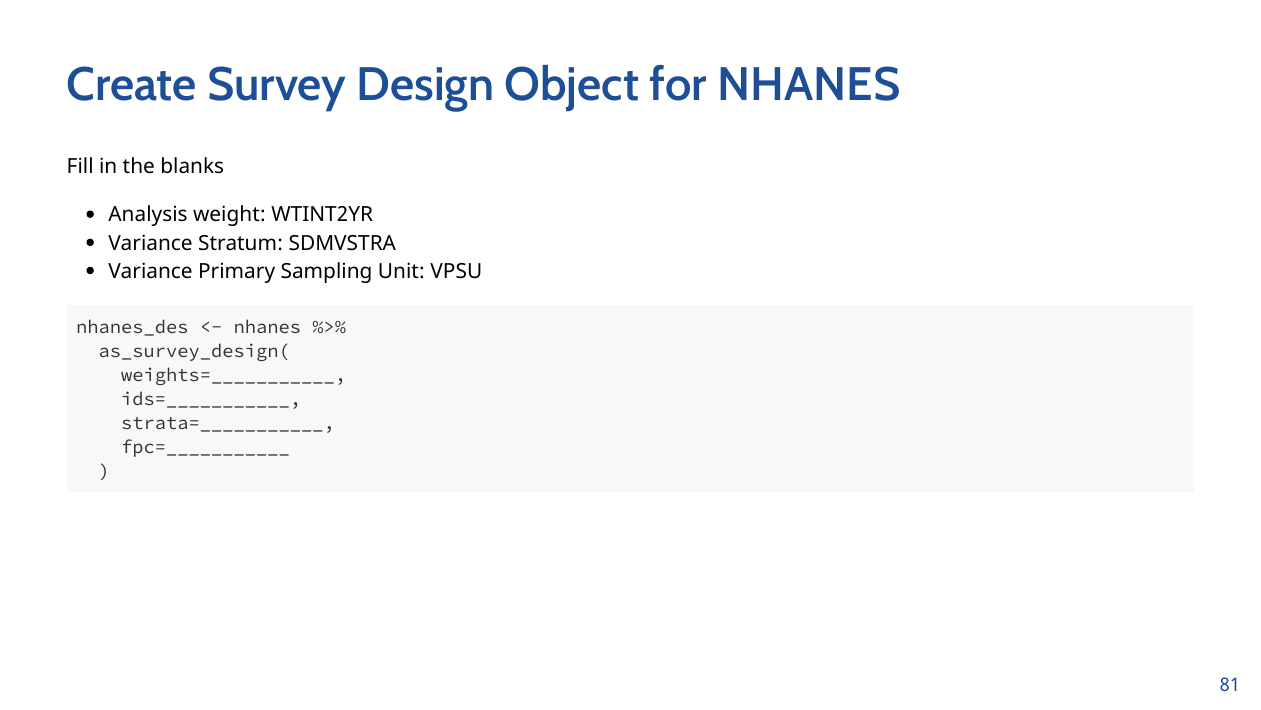 Create Survey Design Object for NHANES
Fill in the blanks
• Analysis weight: WTINT2YR
• Variance Stratum: SDMVSTRA
• Variance Primary Sampling Unit: VPSU
nhanes_des <- nhanes %>%
  as_survey_design(
    weights=___________,
    ids=___________,
    strata=___________,
    fpc=___________
  )
81